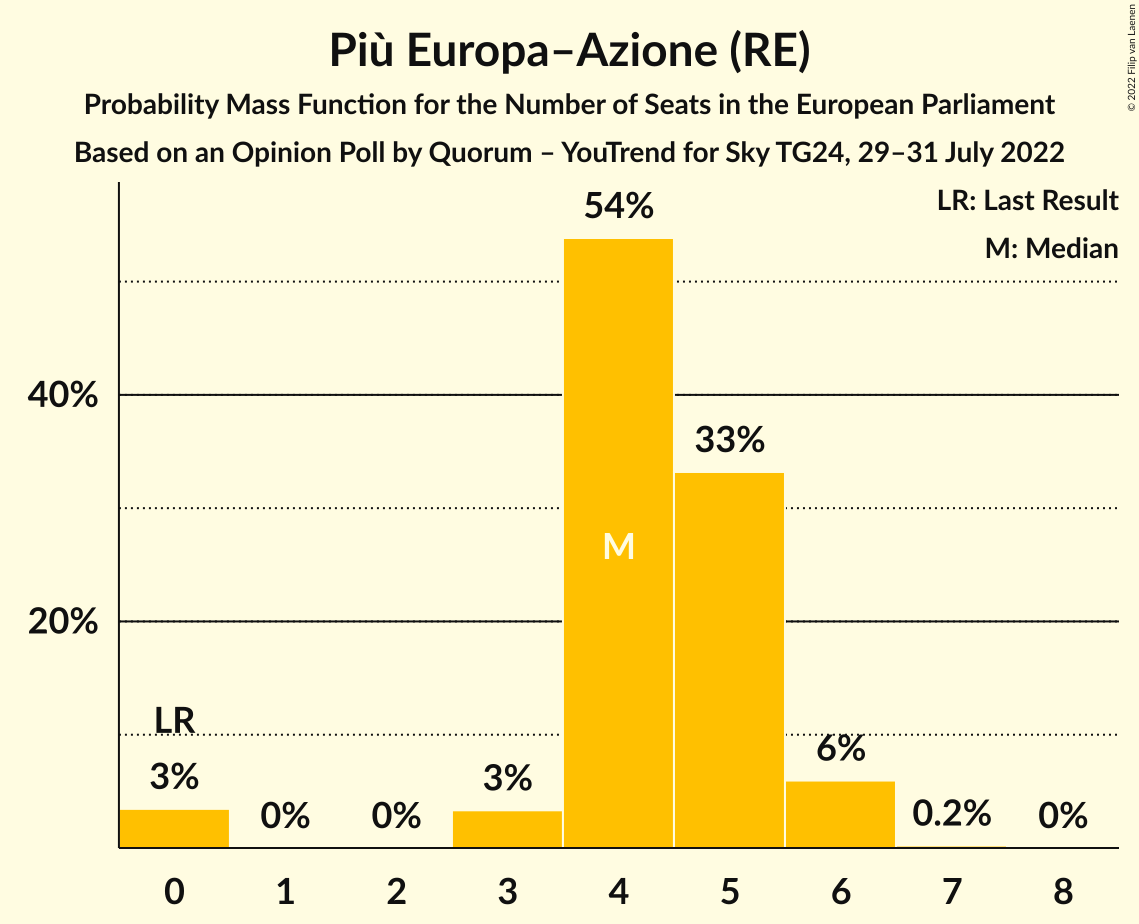 Più Europa–Azione (RE)
Probability Mass Function for the Number of Seats in the European Parliament
Based on an Opinion Poll by Quorum – YouTrend for Sky TG24, 29–31 July 2022
© 2022 Filip van Laenen
LR: Last Result
M: Median
54%
40%
33%
M
20%
LR
3%
0%
0%
3%
6%
0.2%
0%
0 1 2 3 4 5 6 7 8